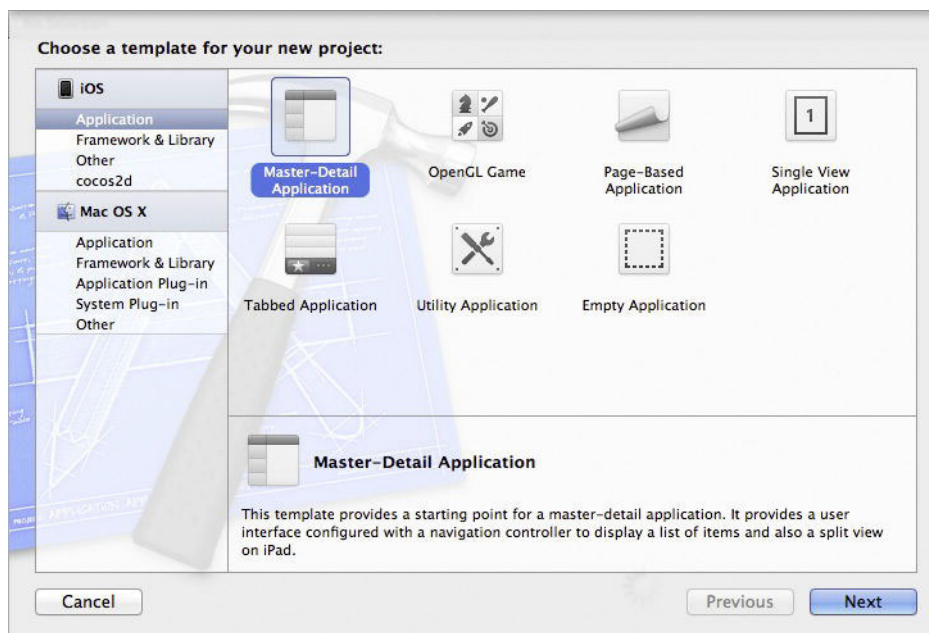 Choose a template for your new project:
iOS
Application
Framework & Library
Other
cocos2d
Mac OS X
Application
Framework & Library
Application Plug-in
System Plug-in
Other
Master-Detail
Application
OpenGL Game
Page-Based
Application
1
Single View
Application
Tabbed Application
Utility Application
Empty Application
Master-Detail Application
This template provides a starting point for a master-detail application. It provides a user
interface configured with a navigation controller to display a list of items and also a split view
on iPad.
Cancel
Previous
Next